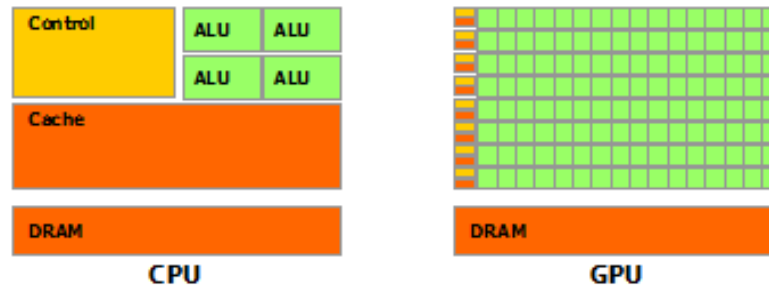 Control
ALU ALU
ALU ALU
Cache
DRAM
CPU
DRAM
GPU